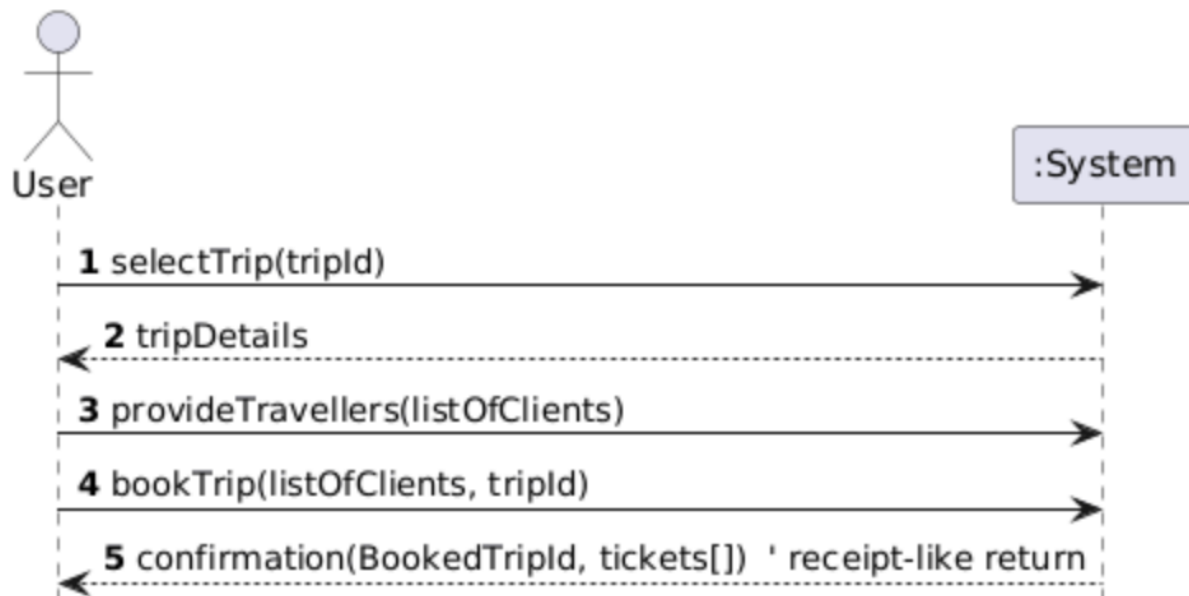 User
:System
1 selectTrip(tripId)
2 tripDetails
3 provideTravellers(listOfClients)
4 bookTrip(listOfClients, tripId)
5 confirmation(BookedTripId, tickets[])  ' receipt-like return